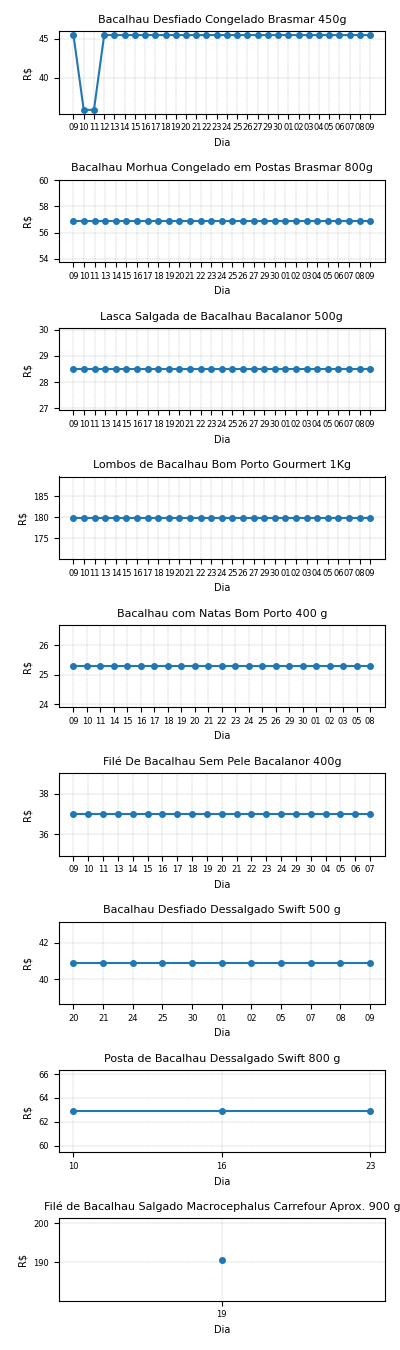 Bacalhau Desfiado Congelado Brasmar 450g
45
40
R$
09 10 11 12 13 14 15 16 17 18 19 20 21 22 23 24 25 26 27 29 30 01 02 03 04 05 06 07 08 09
Dia
Bacalhau Morhua Congelado em Postas Brasmar 800g
60
58
56
54
R$
09 10 11 13 14 15 16 17 18 19 20 21 22 23 24 25 26 27 29 30 01 02 03 04 05 06 07 08 09
Dia
Lasca Salgada de Bacalhau Bacalanor 500g
30
29
28
27
R$
09 10 11 13 14 15 16 17 18 19 20 21 22 23 24 25 26 27 29 30 01 02 03 04 05 06 07 08 09
Dia
Lombos de Bacalhau Bom Porto Gourmert 1Kg
185
180
175
R$
09 10 11 13 14 15 16 17 18 19 20 21 22 23 24 25 26 27 29 30 01 02 03 04 05 06 07 08 09
Dia
Bacalhau com Natas Bom Porto 400 g
26
25
24
R$
09 10 11 14 15 16 17 18 19 20 21 22 23 24 25 26 29 30 01 02 03 05 08
Dia
Filé De Bacalhau Sem Pele Bacalanor 400g
38
36
R$
09 10 11 13 14 15 16 17 18 19 20 21 22 23 24 29 30 04 05 06 07
Dia
Bacalhau Desfiado Dessalgado Swift 500 g
42
40
R$
20 21 24 25 30 01 02 05 07 08 09
Dia
Posta de Bacalhau Dessalgado Swift 800 g
66
64
62
60
R$
10 16 23
Dia
Filé de Bacalhau Salgado Macrocephalus Carrefour Aprox. 900 g
200
190
R$
19
Dia